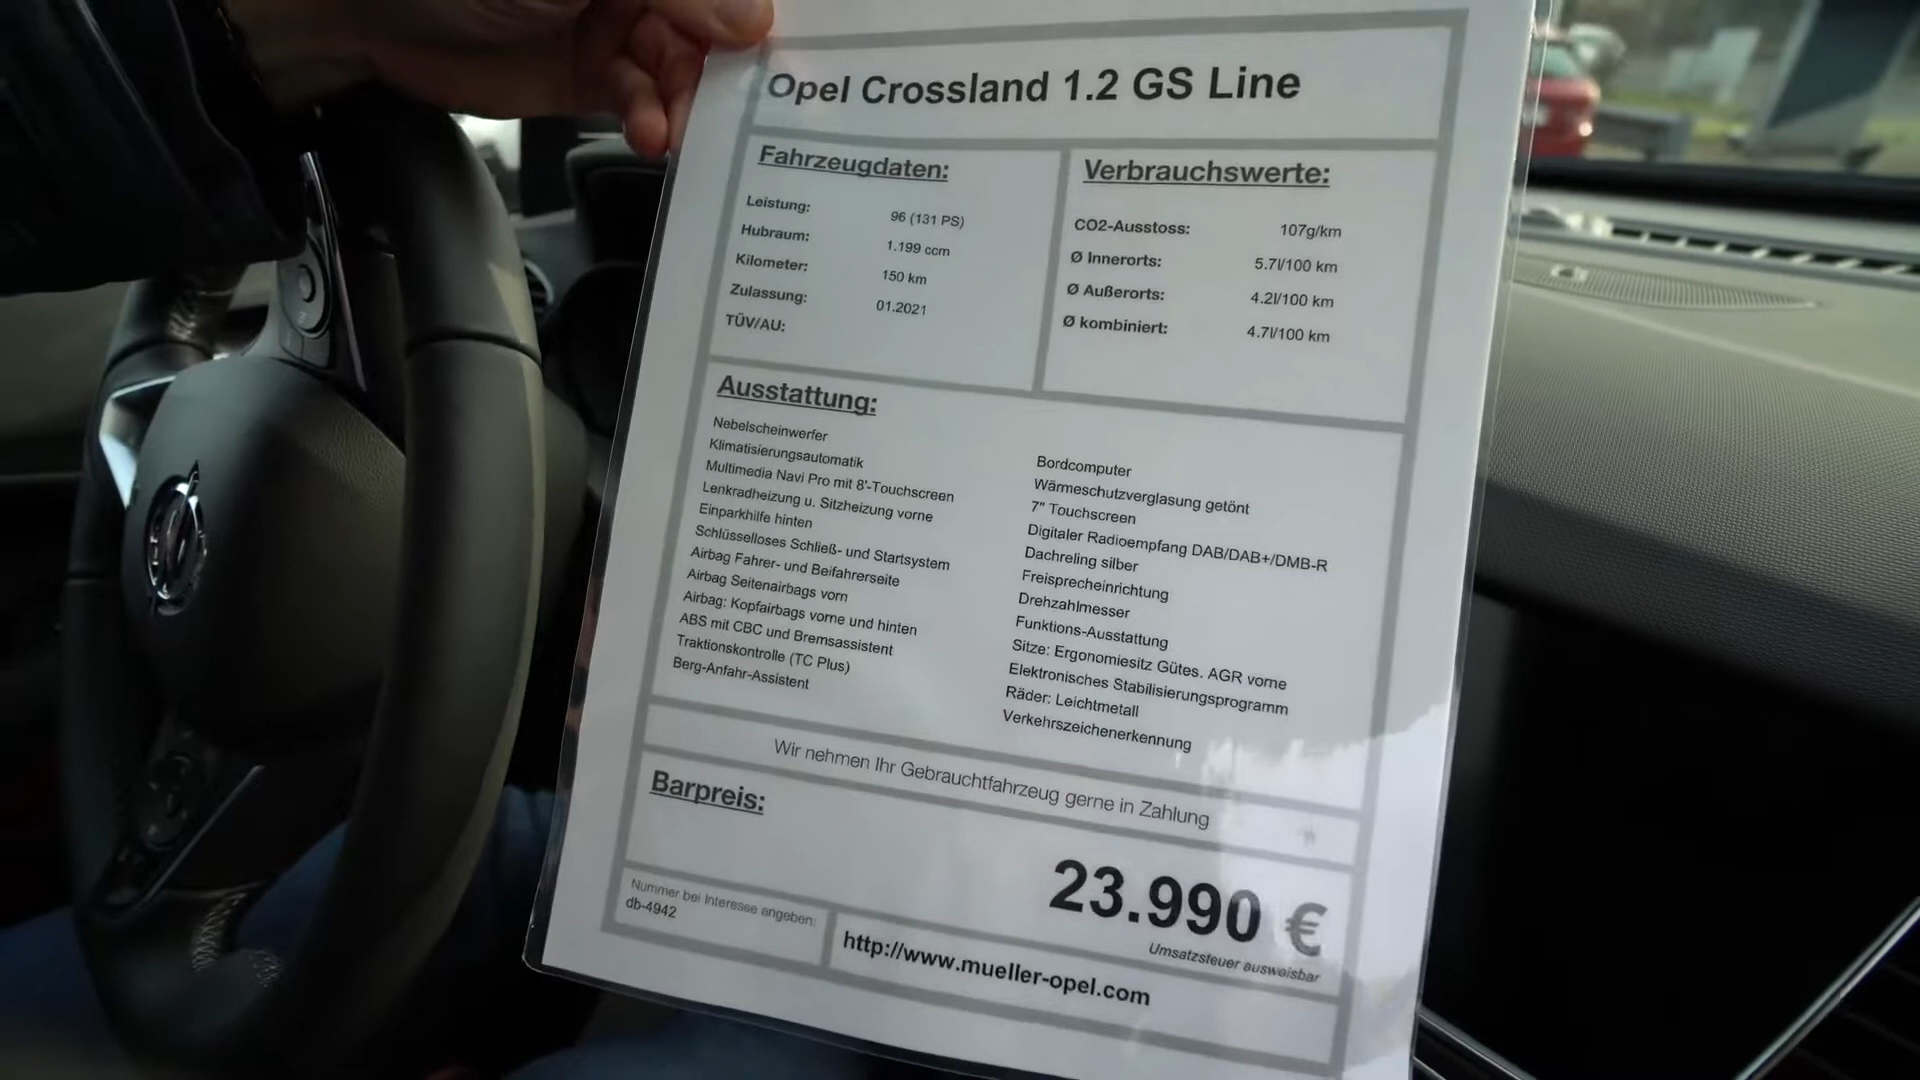 Opel Crossland 1.2 GS Line
Fahrzeugdaten:
Leistung: 96 (131 PS)
Hubraum: 1.199 ccm
Kilometer: 150 km
Zulassung: 01.2021
TÜV/AU:
Verbrauchswerte:
CO2-Ausstoss: 107g/km
Ø Innerorts: 5.7l/100 km
Ø Außerorts: 4.2l/100 km
Ø kombiniert: 4.7l/100 km
Ausstattung:
Nebelscheinwerfer
Klimatisierungsautomatik
Multimedia Navi Pro mit 8'-Touchscreen
Lenkradheizung u. Sitzheizung vorne
Einparkhilfe hinten
Schlüsselloses Schließ- und Startsystem
Airbag Fahrer- und Beifahrerseite
Airbag Seitenairbags vorn
Airbag: Kopfairbags vorne und hinten
ABS mit CBC und Bremsassistent
Traktionskontrolle (TC Plus)
Berg-Anfahr-Assistent
Bordcomputer
Wärmeschutzverglasung getönt
7" Touchscreen
Digitaler Radioempfang DAB/DAB+/DMB-R
Dachreling silber
Freisprecheinrichtung
Drehzahlmesser
Funktions-Ausstattung
Sitze: Ergonomiesitz Gütes. AGR vorne
Elektronisches Stabilisierungsprogramm
Räder: Leichtmetall
Verkehrszeichenerkennung
Wir nehmen Ihr Gebrauchtfahrzeug gerne in Zahlung
Barpreis:
23.990 €
Umsatzsteuer ausweisbar
Nummer bei Interesse angeben:
db-4942
http://www.mueller-opel.com